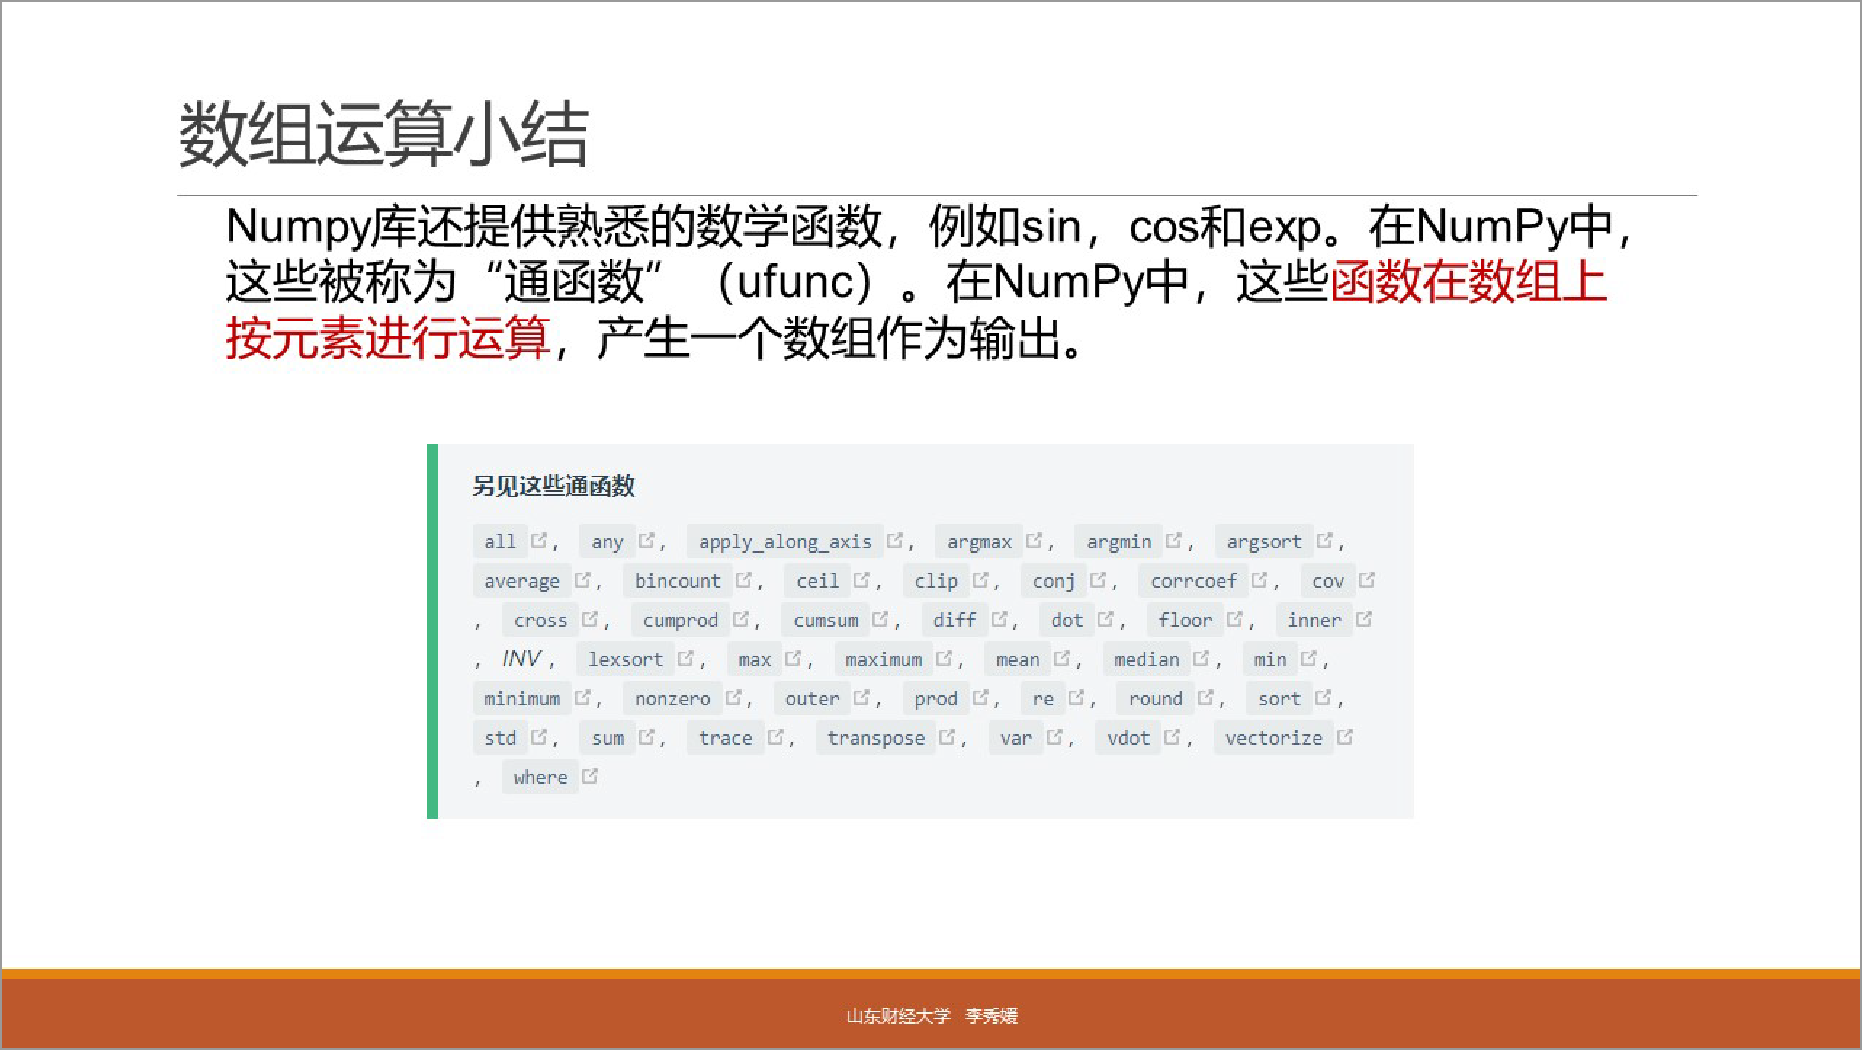 数组运算小结
Numpy库还提供熟悉的数学函数，例如sin，cos和exp。在NumPy中，
这些被称为“通函数”（ufunc）。在NumPy中，这些函数在数组上
按元素进行运算，产生一个数组作为输出。
另见这些通函数
all , any , apply_along_axis , argmax , argmin , argsort ,
average , bincount , ceil , clip , conj , corrcoef , cov
, cross , cumprod , cumsum , diff , dot , floor , inner
, INV , lexsort , max , maximum , mean , median , min ,
minimum , nonzero , outer , prod , re , round , sort ,
std , sum , trace , transpose , var , vdot , vectorize
, where
山东财经大学 李秀媛